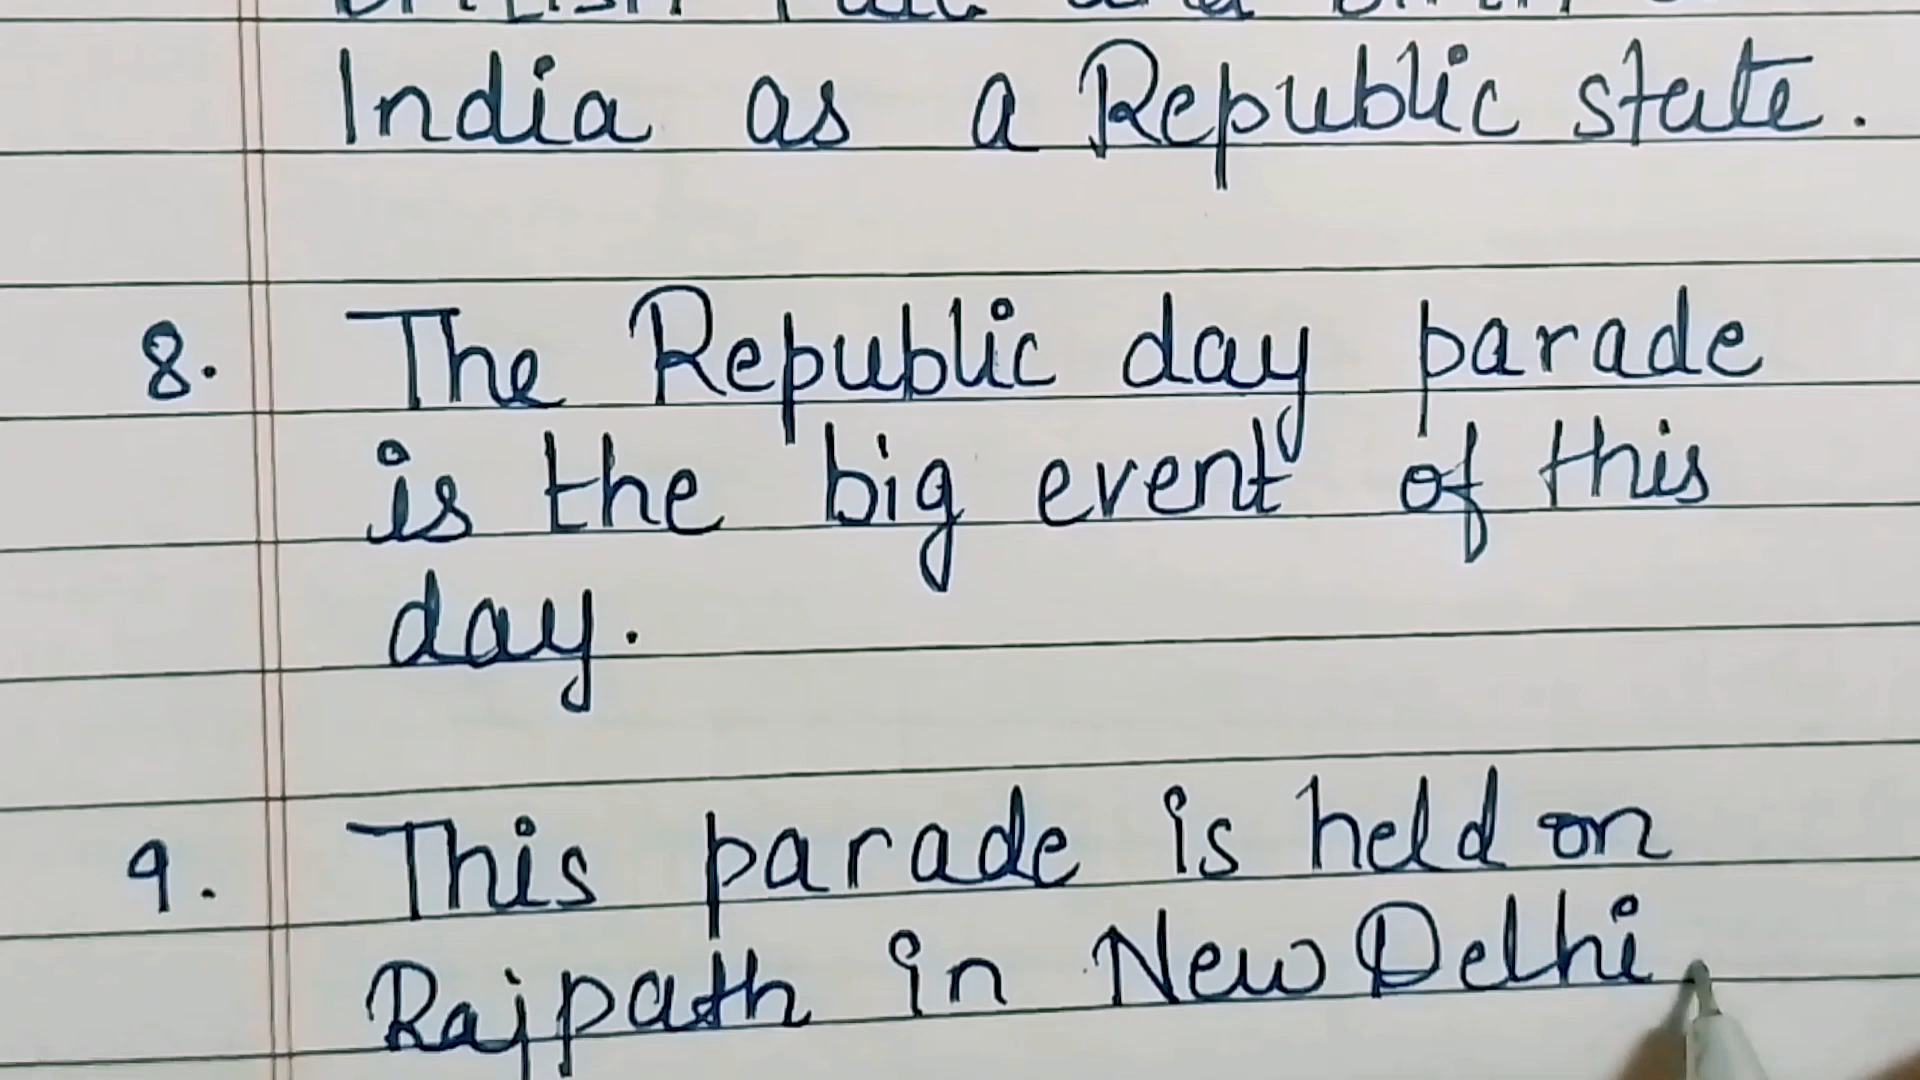 India as a Republic state.
8. The Republic day parade
is the big event of this
day.
9. This parade is held on
Rajpath in New Delhi